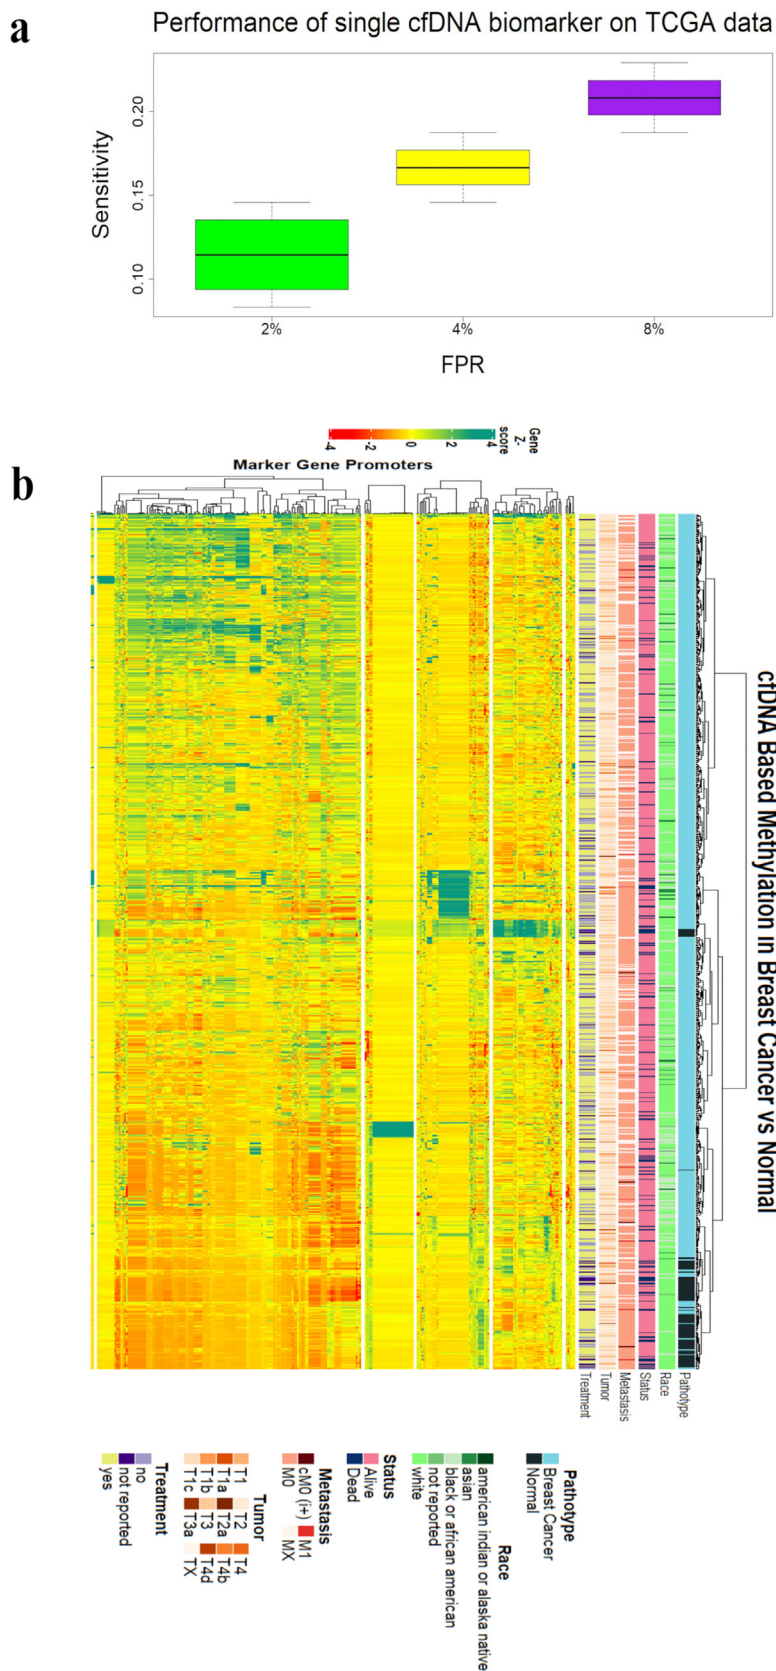 a
Performance of single cfDNA biomarker on TCGA data
Sensitivity
0.20
0.15
0.10
2%
4%
8%
FPR
b
Gene
Z-
score
-4
-2
0
2
4
Marker Gene Promoters
cfDNA Based Methylation in Breast Cancer vs Normal
Treatment
Tumor
Metastasis
Status
Race
Pathotype
Pathotype
Breast Cancer
Normal
Race
american indian or alaska native
asian
black or african american
not reported
white
Status
Alive
Dead
Metastasis
cM0 (i+)
M1
M0
MX
Tumor
T1
T2
T4
T1a
T2a
T4b
T1b
T3
T4d
T1c
T3a
TX
Treatment
no
not reported
yes